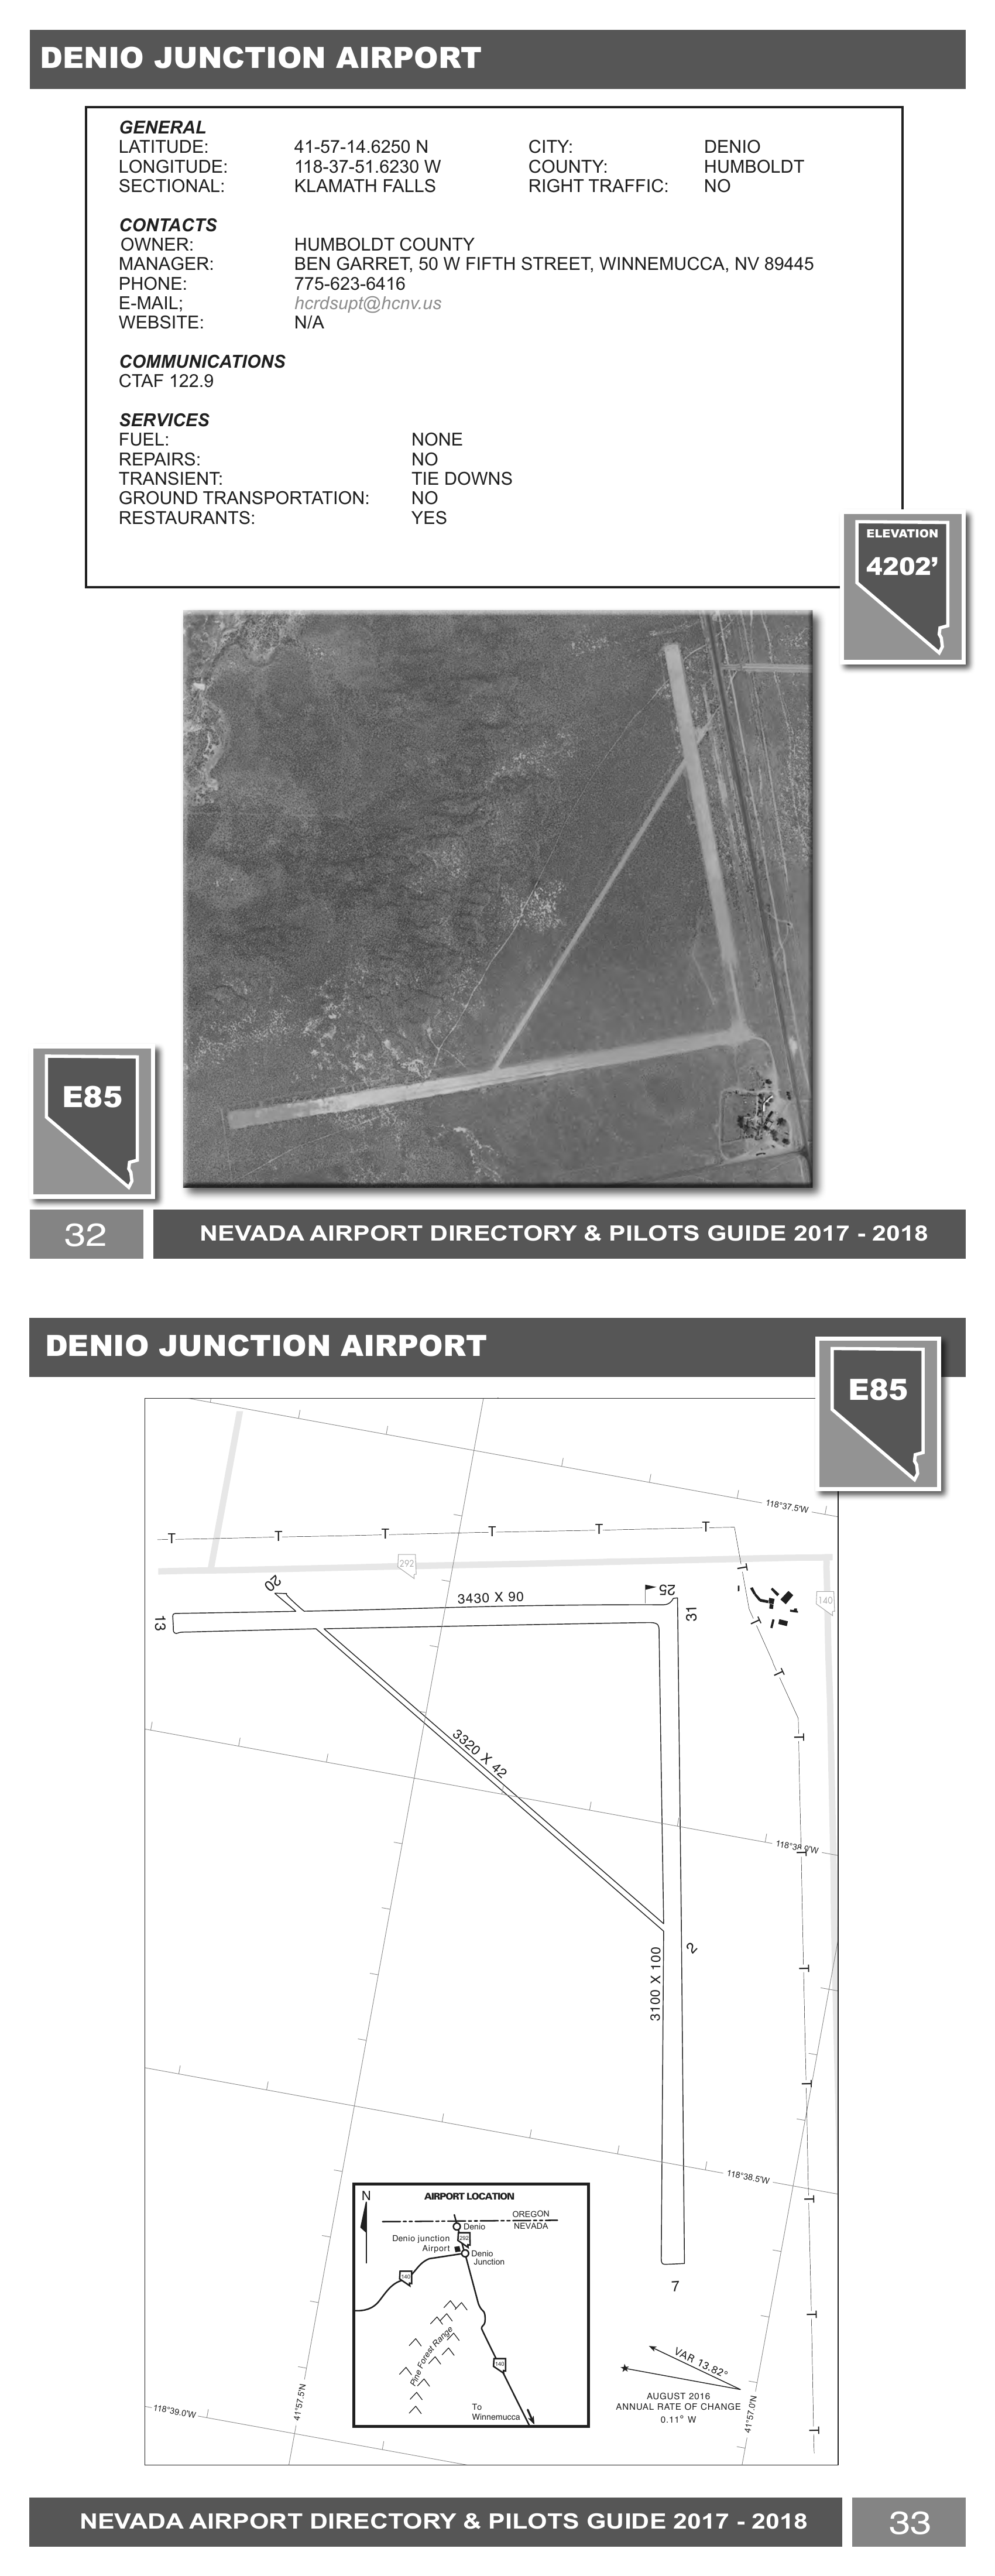 DENIO JUNCTION AIRPORT
GENERAL
LATITUDE: 41-57-14.6250 N CITY: DENIO
LONGITUDE: 118-37-51.6230 W COUNTY: HUMBOLDT
SECTIONAL: KLAMATH FALLS RIGHT TRAFFIC: NO
CONTACTS
OWNER: HUMBOLDT COUNTY
MANAGER: BEN GARRET, 50 W FIFTH STREET, WINNEMUCCA, NV 89445
PHONE: 775-623-6416
E-MAIL; hcrdsupt@hcnv.us
WEBSITE: N/A
COMMUNICATIONS
CTAF 122.9
SERVICES
FUEL: NONE
REPAIRS: NO
TRANSIENT: TIE DOWNS
GROUND TRANSPORTATION: NO
RESTAURANTS: YES
ELEVATION
4202’
E85
32 NEVADA AIRPORT DIRECTORY & PILOTS GUIDE 2017 - 2018
DENIO JUNCTION AIRPORT
E85
118°37.5'W
T T T T T T
292
T
140
20
3430 X 90
25
13
31
T
T
3320 X 42
T
118°38.0'W
T
2
3100 X 100
T
T
118°38.5'W
T
AIRPORT LOCATION
N
OREGON
NEVADA
Denio
292
Denio junction
Airport
Denio
Junction
140
Pine Forest Range
140
To
Winnemucca
7
T
VAR 13.82°
AUGUST 2016
ANNUAL RATE OF CHANGE
0.11° W
118°39.0'W
41°57.5'N
41°57.0'N
T
NEVADA AIRPORT DIRECTORY & PILOTS GUIDE 2017 - 2018 33